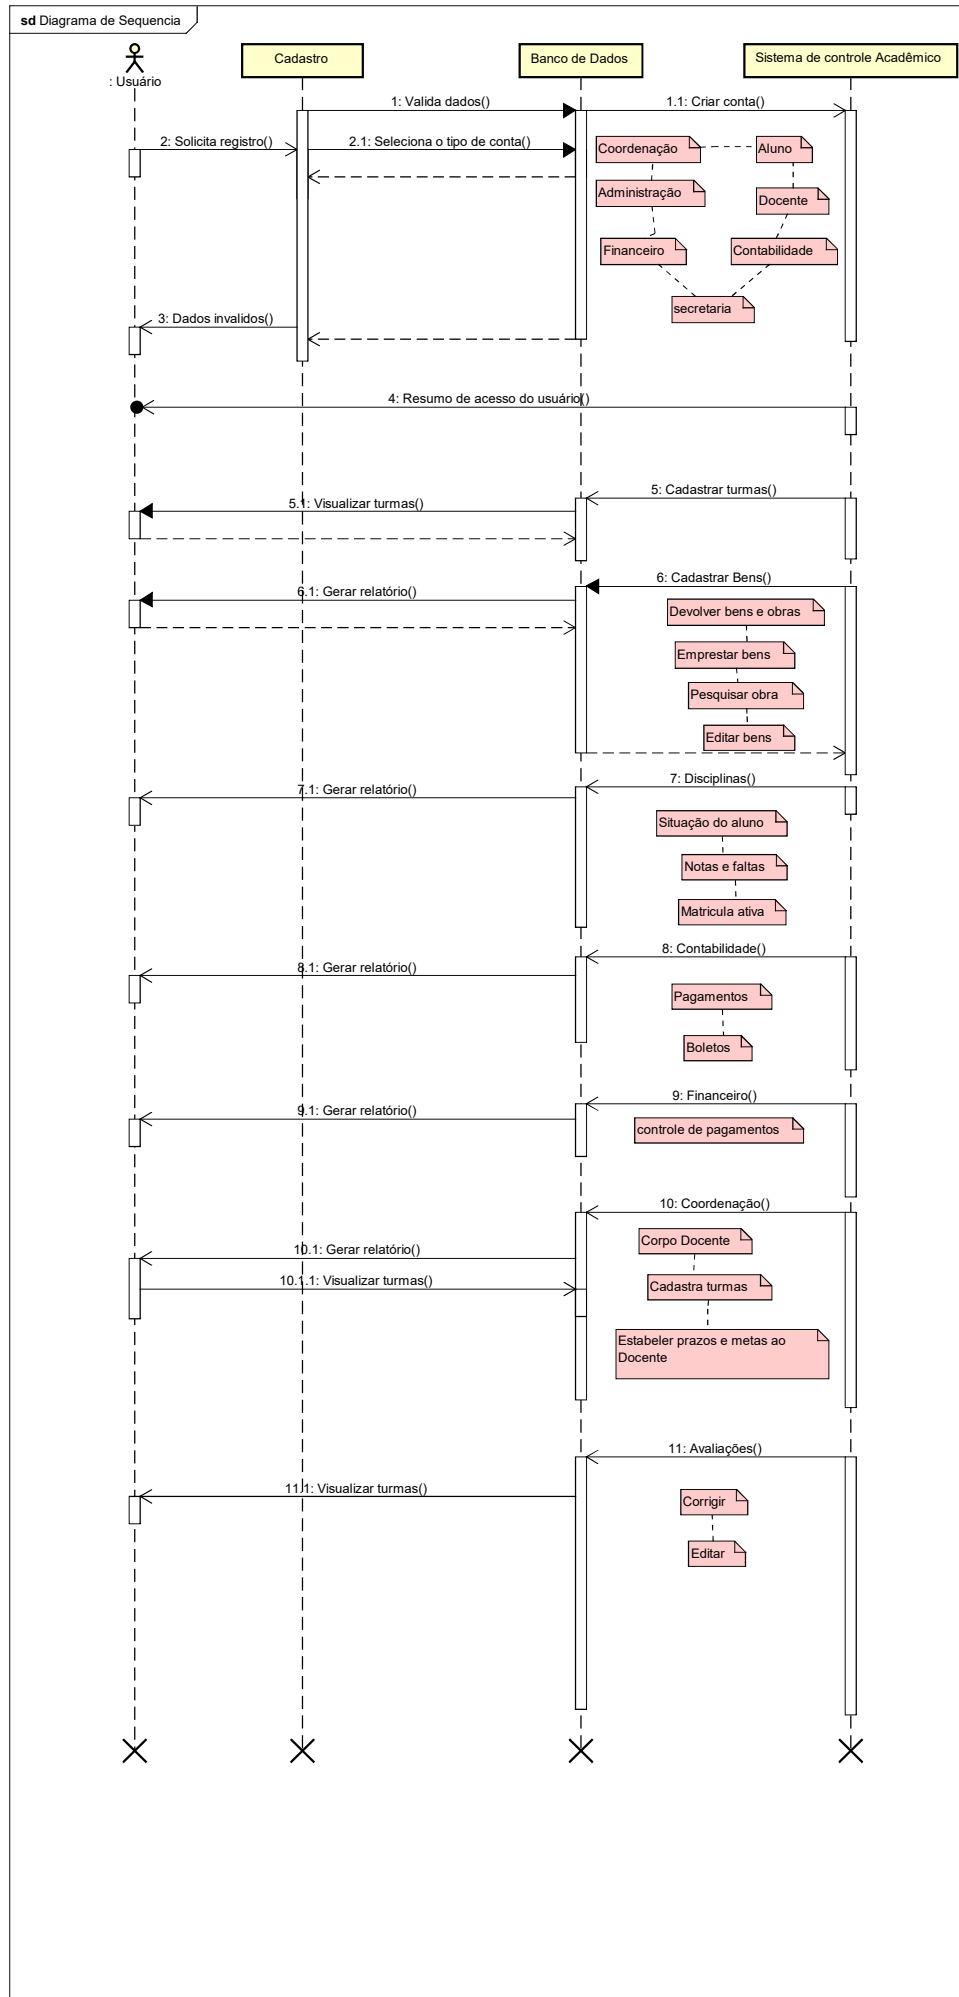 sd Diagrama de Sequencia
: Usuário
Cadastro
Banco de Dados
Sistema de controle Acadêmico
1: Valida dados()
1.1: Criar conta()
2: Solicita registro()
2.1: Seleciona o tipo de conta()
Coordenação
Aluno
Administração
Docente
Financeiro
Contabilidade
secretaria
3: Dados invalidos()
4: Resumo de acesso do usuário()
5: Cadastrar turmas()
5.1: Visualizar turmas()
6: Cadastrar Bens()
6.1: Gerar relatório()
Devolver bens e obras
Emprestar bens
Pesquisar obra
Editar bens
7: Disciplinas()
7.1: Gerar relatório()
Situação do aluno
Notas e faltas
Matricula ativa
8: Contabilidade()
8.1: Gerar relatório()
Pagamentos
Boletos
9: Financeiro()
9.1: Gerar relatório()
controle de pagamentos
10: Coordenação()
10.1: Gerar relatório()
Corpo Docente
10.1.1: Visualizar turmas()
Cadastra turmas
Estabeler prazos e metas ao
Docente
11: Avaliações()
11.1: Visualizar turmas()
Corrigir
Editar